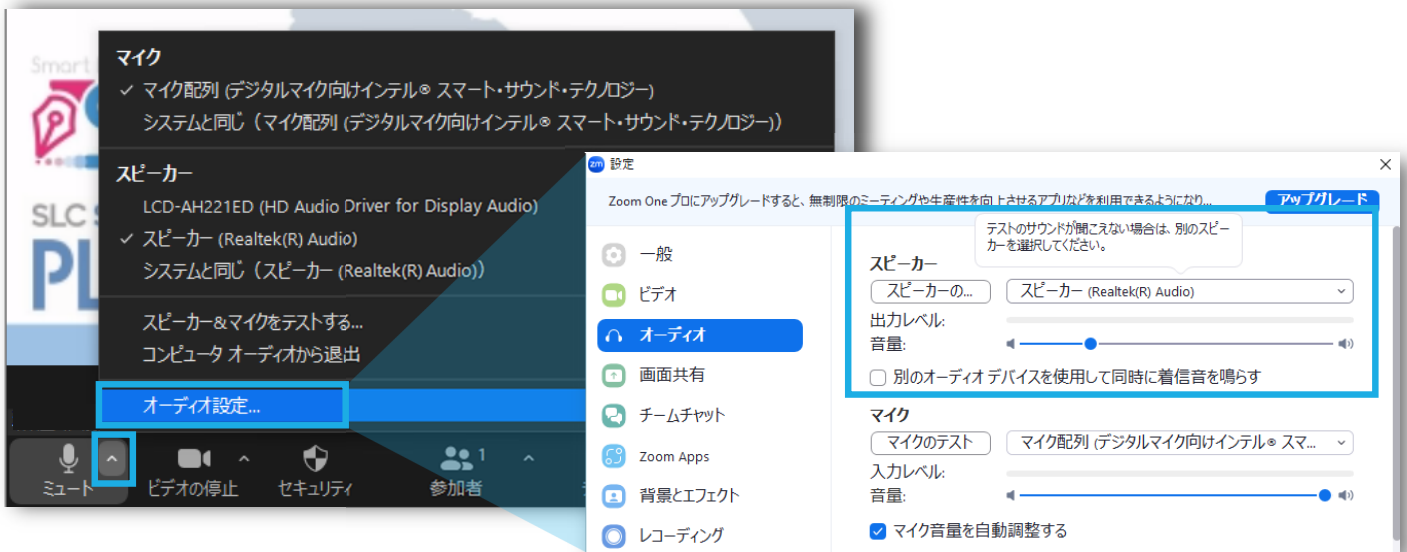 Smart
SLC
PL
マイク
✓ マイク配列 (デジタルマイク向けインテル® スマート・サウンド・テクノロジー)
システムと同じ (マイク配列 (デジタルマイク向けインテル® スマート・サウンド・テクノロジー))
スピーカー
LCD-AH221ED (HD Audio Driver for Display Audio)
✓ スピーカー (Realtek(R) Audio)
システムと同じ (スピーカー (Realtek(R) Audio))
スピーカー&マイクをテストする...
コンピュータ オーディオから退出
オーディオ設定...
ミュート
ビデオの停止
セキュリティ
1
参加者
zm 設定
Zoom One プロにアップグレードすると、無制限のミーティングや生産性を向上させるアプリなどを利用できるようになり...
アップグレード
一般
ビデオ
オーディオ
画面共有
チームチャット
Zoom Apps
背景とエフェクト
レコーディング
テストのサウンドが聞こえない場合は、別のスピー
カーを選択してください。
スピーカー
スピーカーの... スピーカー (Realtek(R) Audio)
出力レベル:
音量:
別のオーディオ デバイスを使用して同時に着信音を鳴らす
マイク
マイクのテスト マイク配列 (デジタルマイク向けインテル® スマ...
入力レベル:
音量:
マイク音量を自動調整する